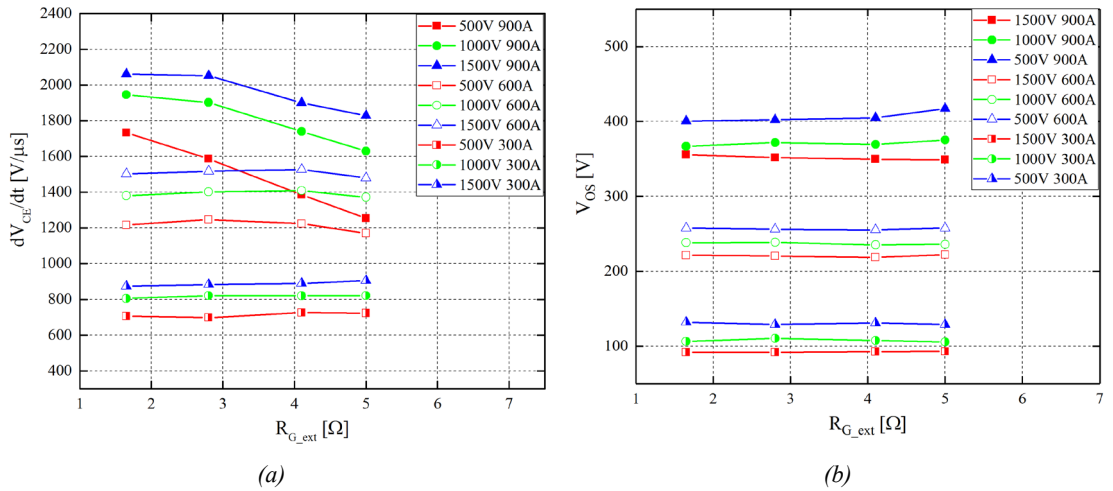 (a)
2400
2200
2000
1800
1600
1400
1200
1000
800
600
400
dV_CE/dt [V/μs]
1 2 3 4 5 6 7
R_G_ext [Ω]
500V 900A
1000V 900A
1500V 900A
500V 600A
1000V 600A
1500V 600A
500V 300A
1000V 300A
1500V 300A
(a)
(b)
500
400
300
200
100
V_OS [V]
1 2 3 4 5 6 7
R_G_ext [Ω]
1500V 900A
1000V 900A
500V 900A
1500V 600A
1000V 600A
500V 600A
1500V 300A
1000V 300A
500V 300A
(b)